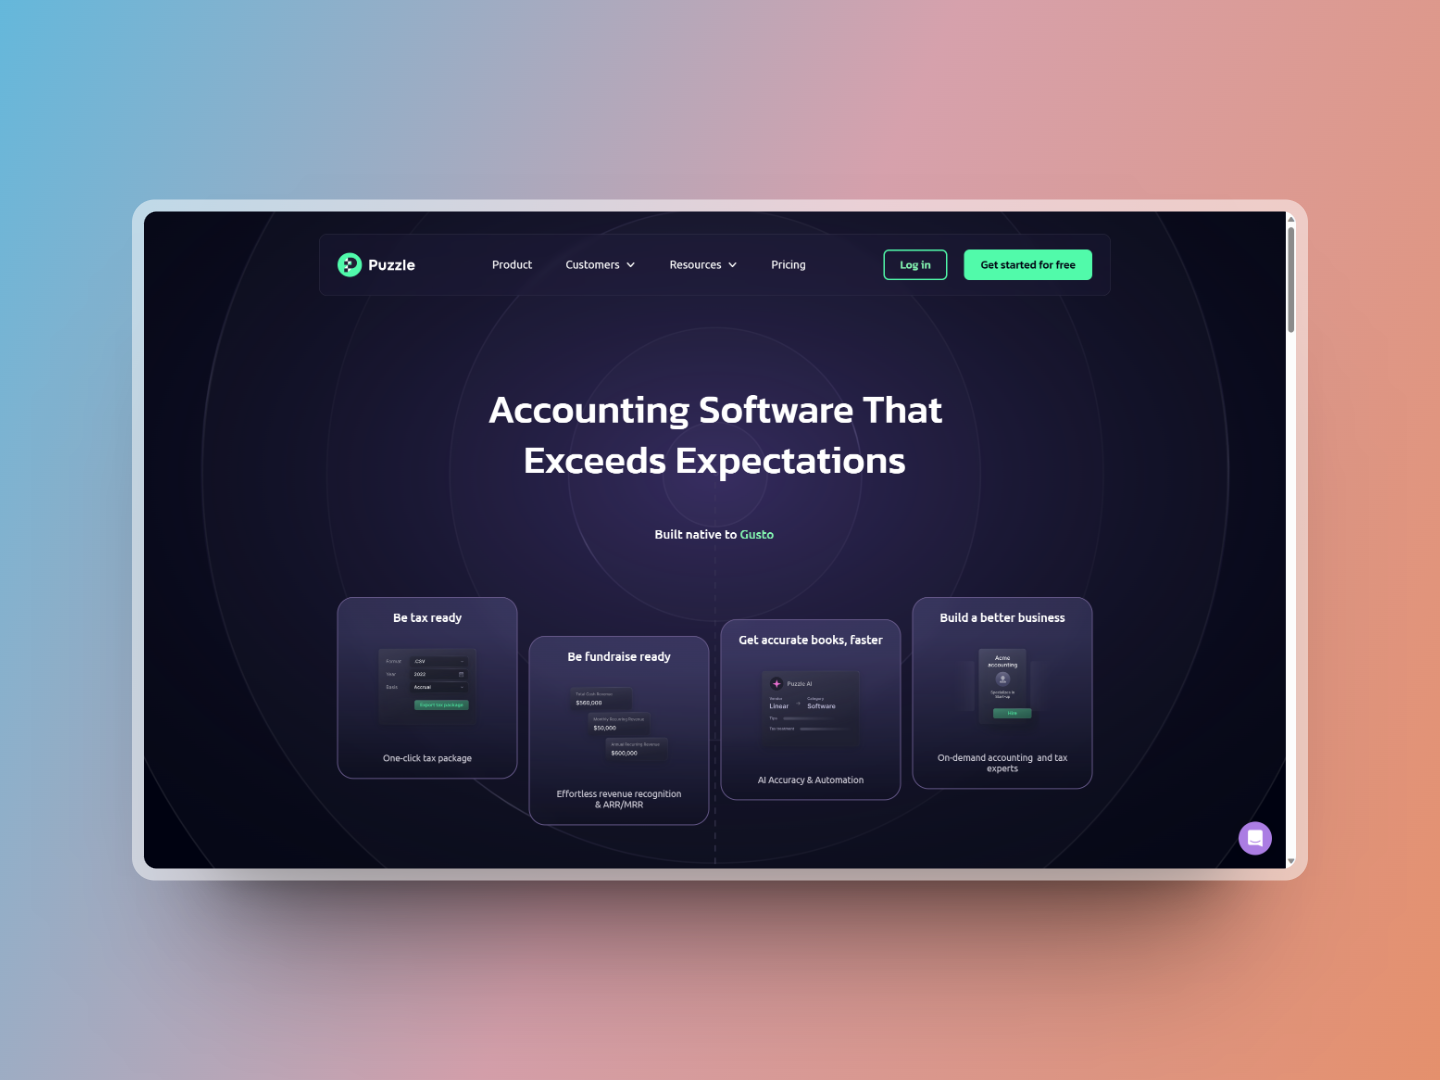 Puzzle
Product
Customers
Resources
Pricing
Log in
Get started for free
Accounting Software That
Exceeds Expectations
Built native to Gusto
Be tax ready
Format
.CSV
Year
2022
Basis
Accrual
Export tax package
One-click tax package
Be fundraise ready
Total Cash Revenue
$560,000
Monthly Recurring Revenue
$50,000
Annual Recurring Revenue
$600,000
Effortless revenue recognition
& ARR/MRR
Get accurate books, faster
Puzzle AI
Vendor
Category
Linear
Software
Tax treatment
AI Accuracy & Automation
Build a better business
Acme
accounting
Hire
On-demand accounting and tax
experts